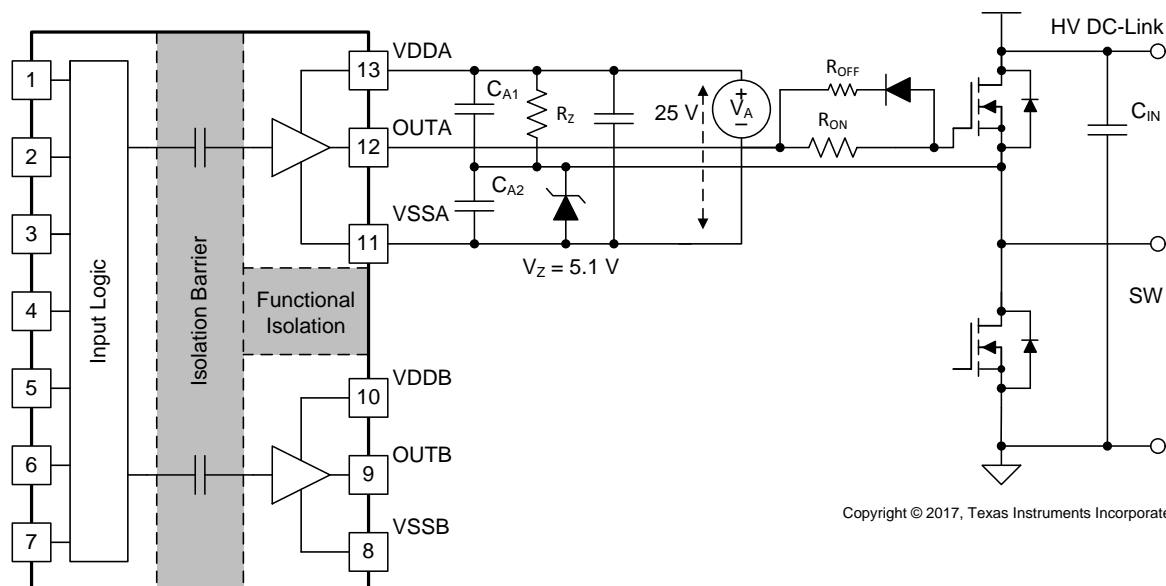 HV DC-Link
VDDA
1
13
CA1
RZ
25 V
+
VA
−
ROFF
RON
CIN
2
OUTA
12
CA2
3
VSSA
11
VZ = 5.1 V
Input Logic
Isolation Barrier
Functional
Isolation
SW
4
VDDB
5
10
OUTB
6
9
VSSB
7
8
Copyright © 2017, Texas Instruments Incorporate